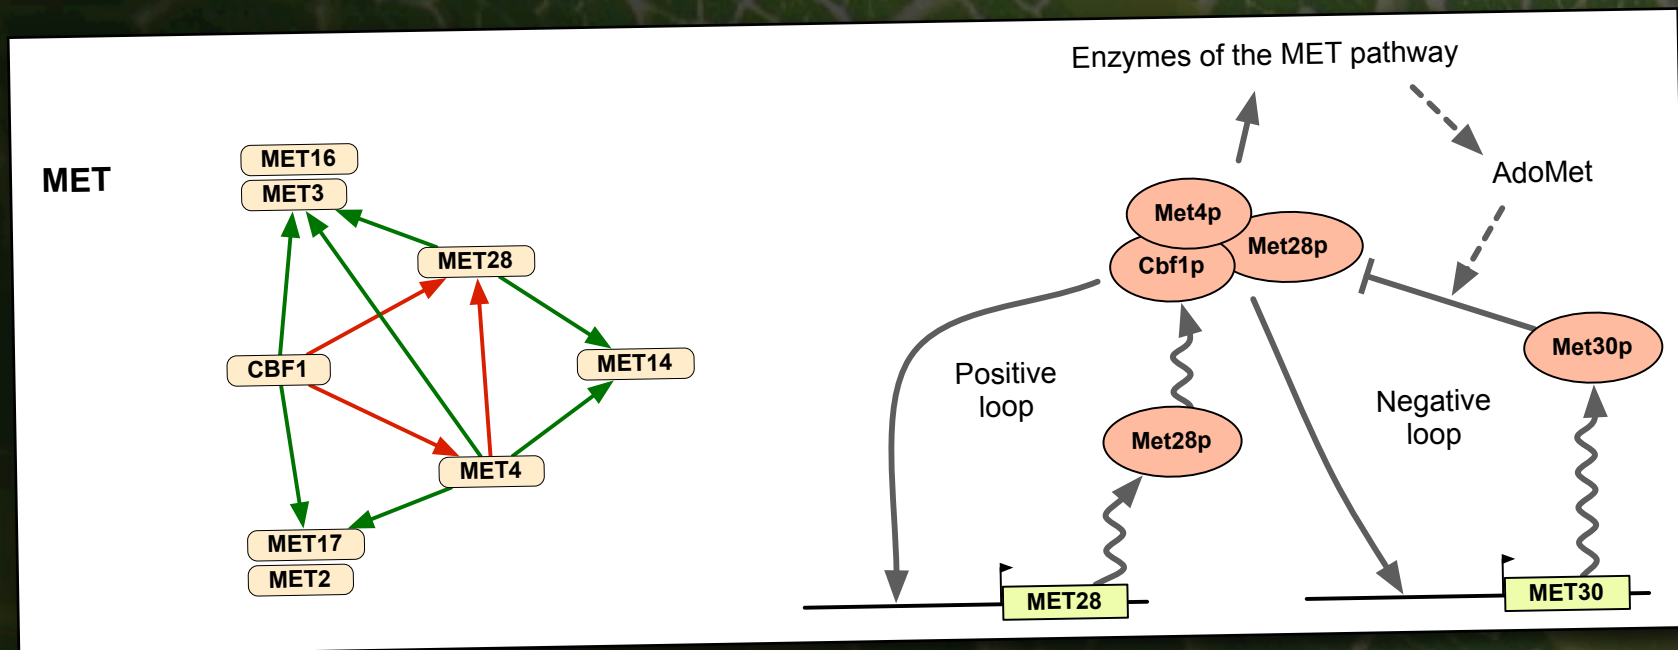 MET
MET16
MET3
MET28
CBF1
MET14
MET4
MET17
MET2
Enzymes of the MET pathway
AdoMet
Met4p
Met28p
Cbf1p
Met30p
Positive
loop
Negative
loop
Met28p
MET28
MET30